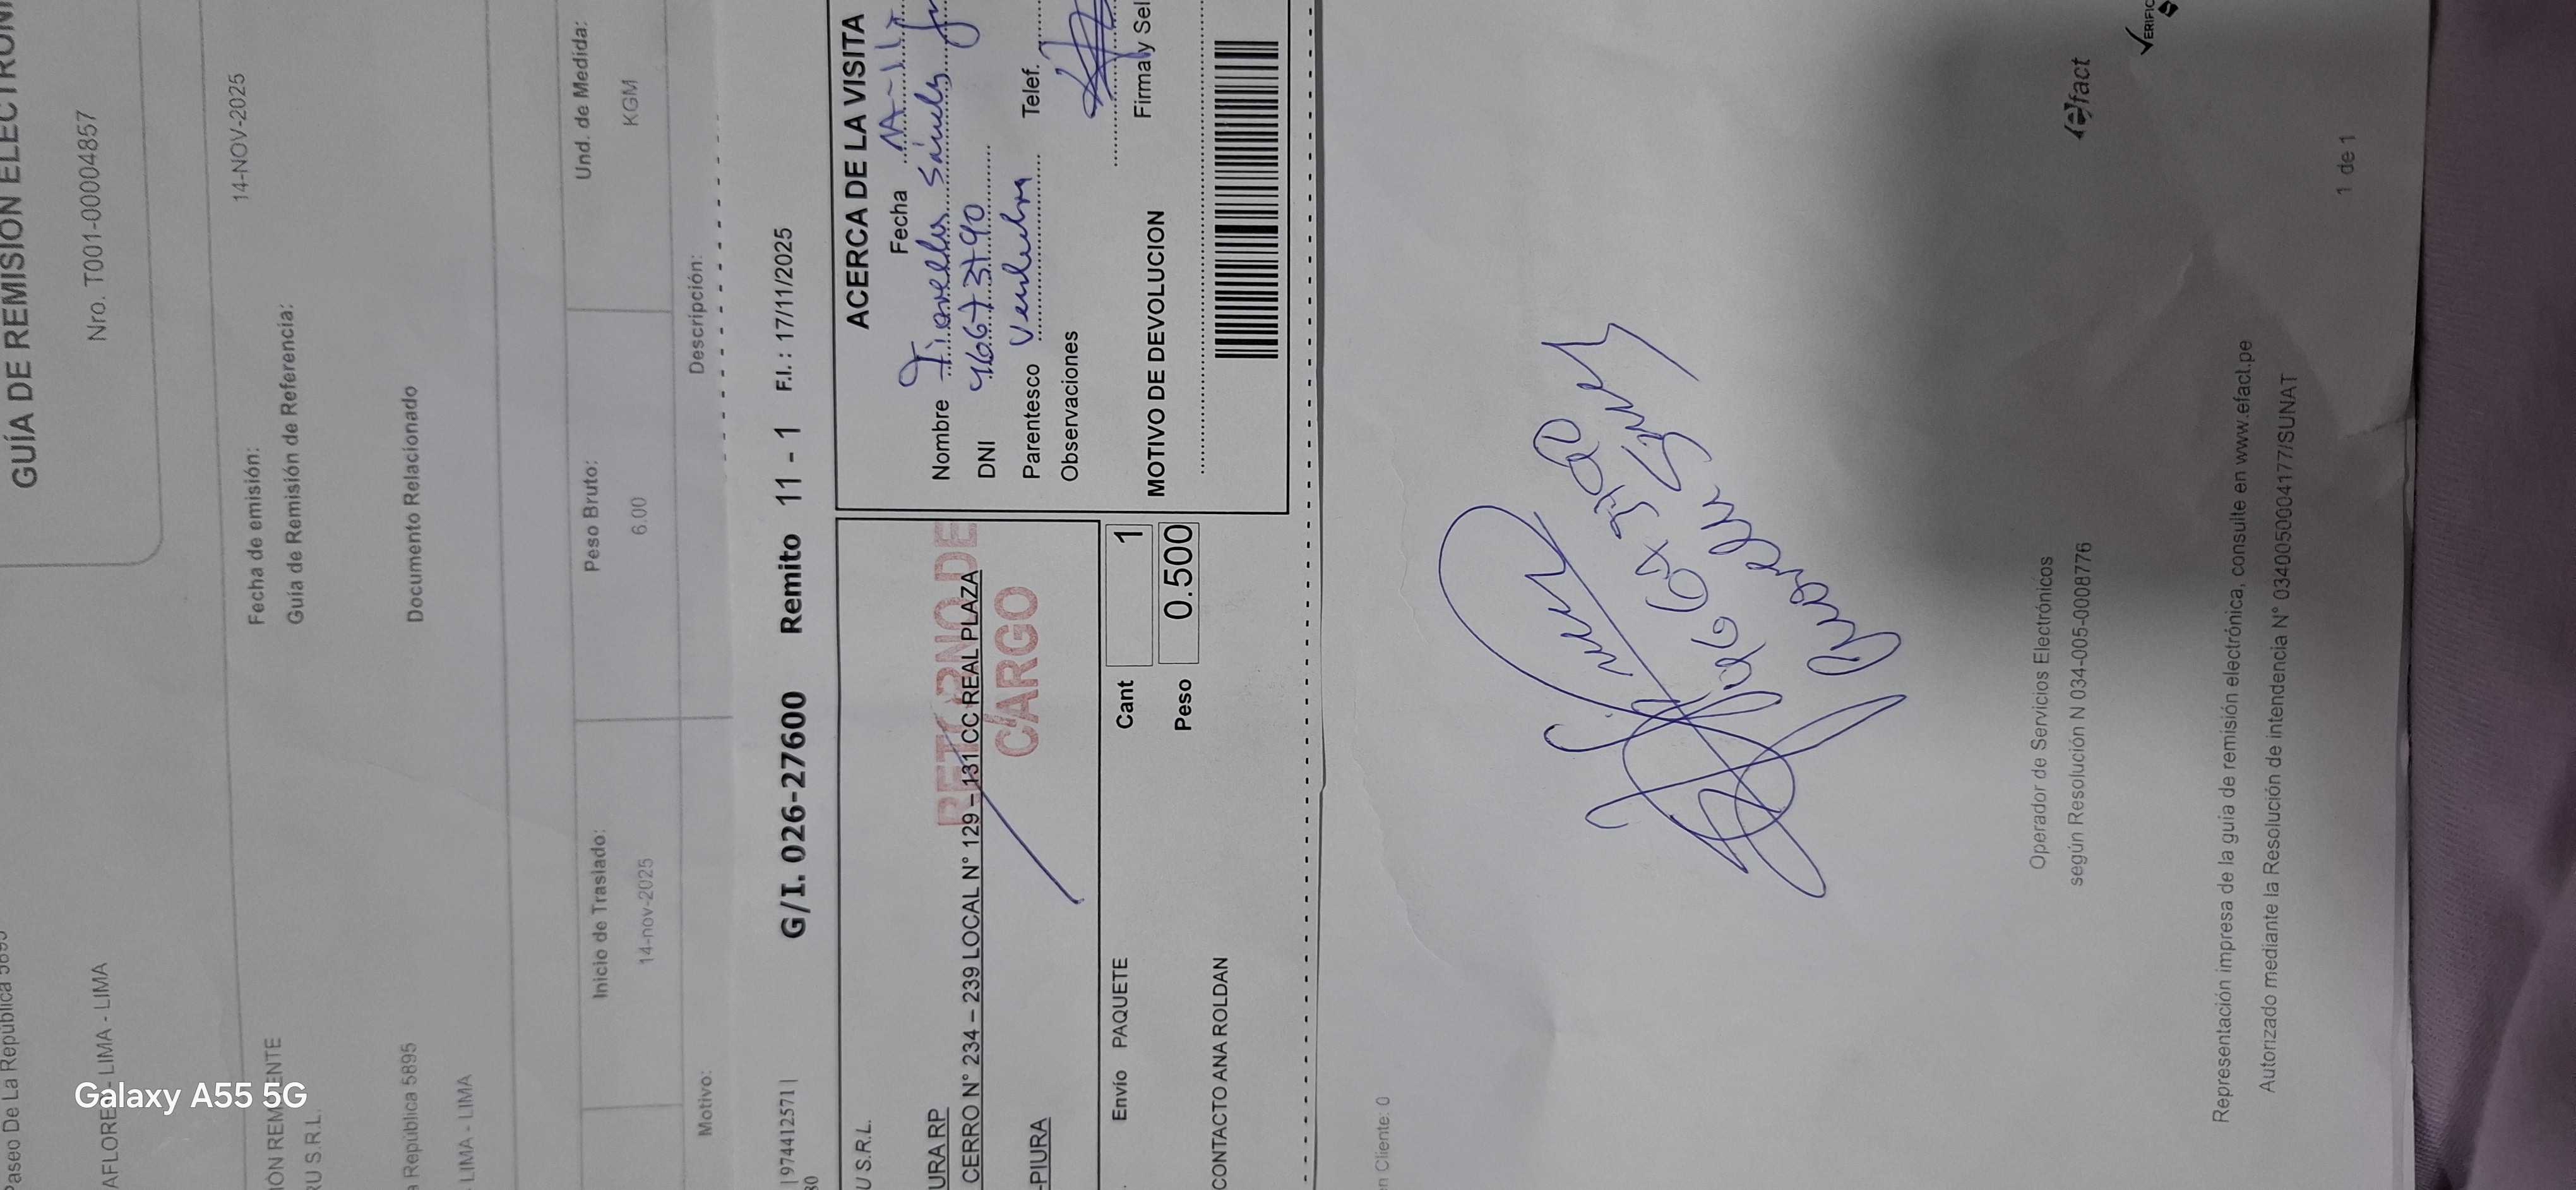 GUÍA DE REMISIÓN ELECTRÓNI
Nro. T001-00004857
Paseo De La República 5895
AFLORES - LIMA - LIMA
Fecha de emisión: 14-NOV-2025
Guía de Remisión de Referencia:
IÓN REMITENTE
RU S.R.L.
Documento Relacionado
a República 5895
LIMA - LIMA
Inicio de Traslado: Peso Bruto: Und. de Medida:
14-nov-2025 6.00 KGM
Motivo: Descripción:
| 974412571 | G/I. 026-27600 Remito 11 - 1 F.I. : 17/11/2025
U S.R.L.
URA RP
CERRO N° 234 – 239 LOCAL N° 129 – 131 CC REAL PLAZA
-PIURA
RETORNO DE
CARGO
Envío PAQUETE Cant 1
Peso 0.500
CONTACTO ANA ROLDAN
ACERCA DE LA VISITA
Fecha
Nombre
DNI
Parentesco Telef.
Observaciones
Firma y Sel
MOTIVO DE DEVOLUCION
n Cliente: 0
Operador de Servicios Electrónicos
según Resolución N 034-005-0008776
efact
VERIFIC
Representación impresa de la guía de remisión electrónica, consulte en www.efact.pe
Autorizado mediante la Resolución de intendencia N° 0340050004177/SUNAT
1 de 1
Galaxy A55 5G